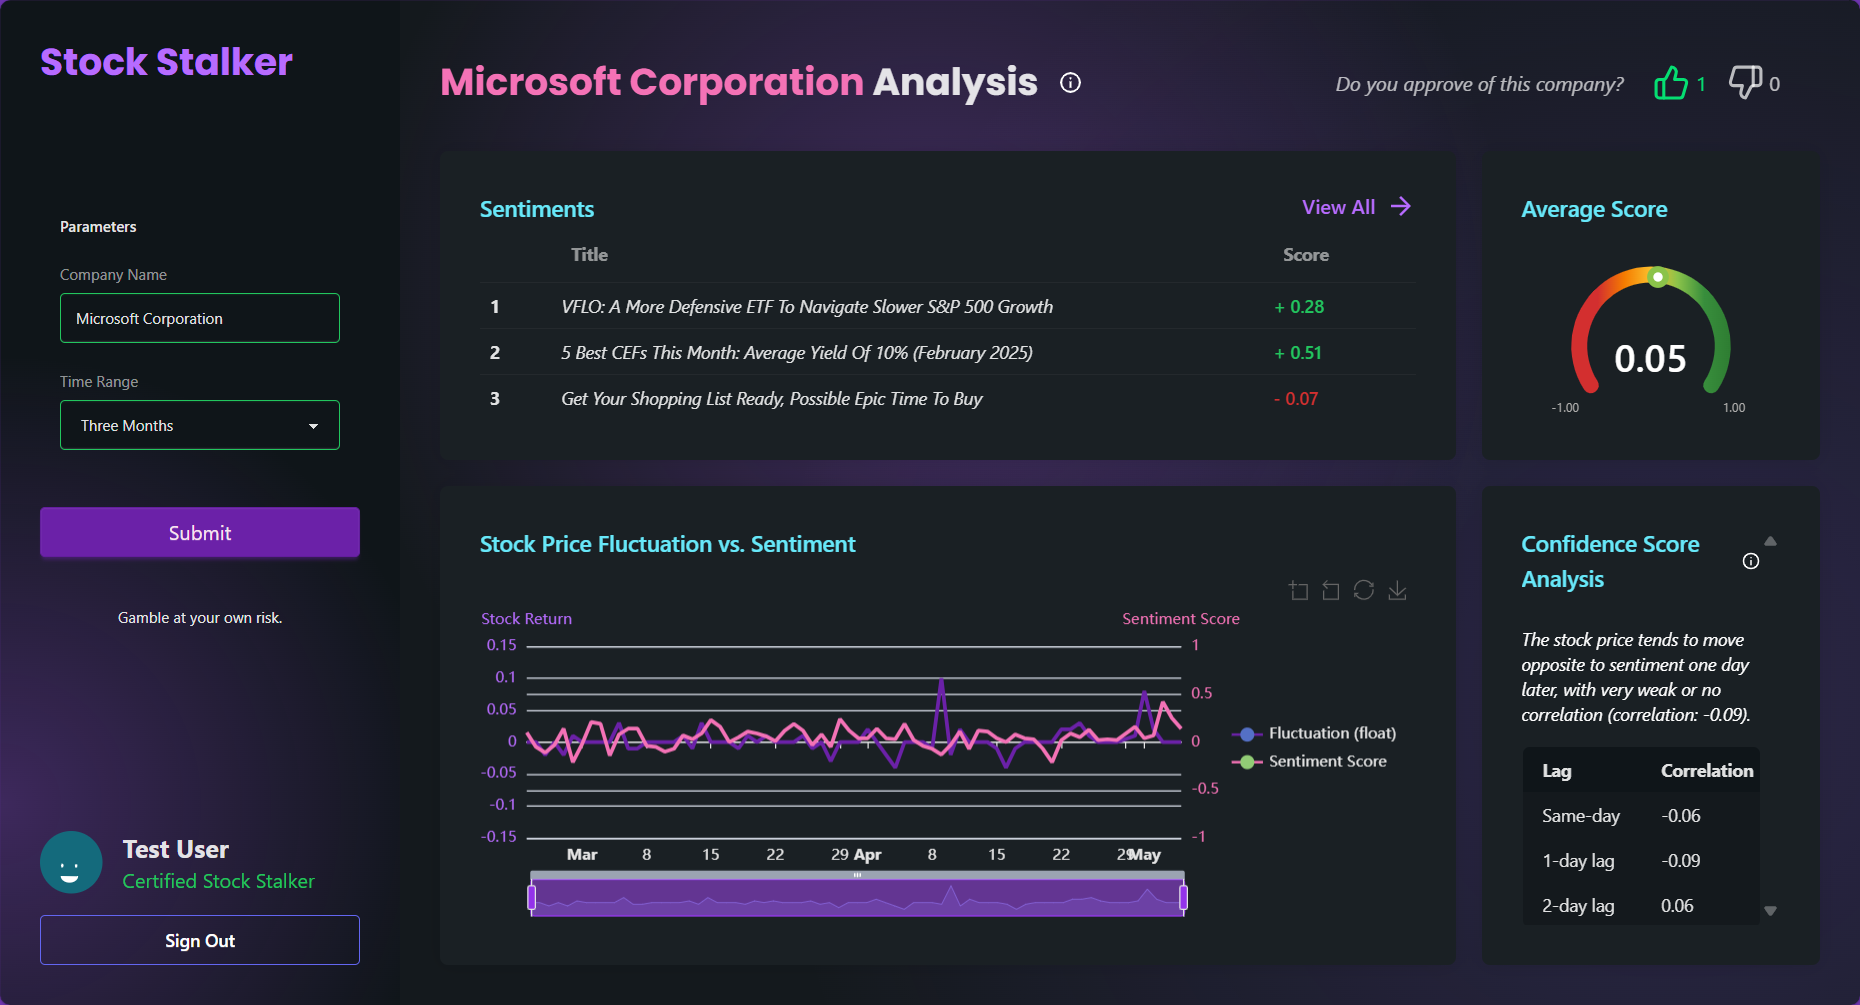 Stock Stalker
Parameters
Company Name
Microsoft Corporation
Time Range
Three Months
Submit
Gamble at your own risk.
Test User
Certified Stock Stalker
Sign Out
Microsoft Corporation Analysis
Do you approve of this company? 1 0
Sentiments
View All
Title Score
1 VFLO: A More Defensive ETF To Navigate Slower S&P 500 Growth + 0.28
2 5 Best CEFs This Month: Average Yield Of 10% (February 2025) + 0.51
3 Get Your Shopping List Ready, Possible Epic Time To Buy - 0.07
Average Score
0.05
-1.00 1.00
Stock Price Fluctuation vs. Sentiment
Stock Return Sentiment Score
0.15 1
0.1
0.5
0.05
0 0
-0.05
-0.5
-0.1
-0.15 -1
Mar 8 15 22 29 Apr 8 15 22 29 May
Fluctuation (float)
Sentiment Score
Confidence Score
Analysis
The stock price tends to move
opposite to sentiment one day
later, with very weak or no
correlation (correlation: -0.09).
Lag Correlation
Same-day -0.06
1-day lag -0.09
2-day lag 0.06